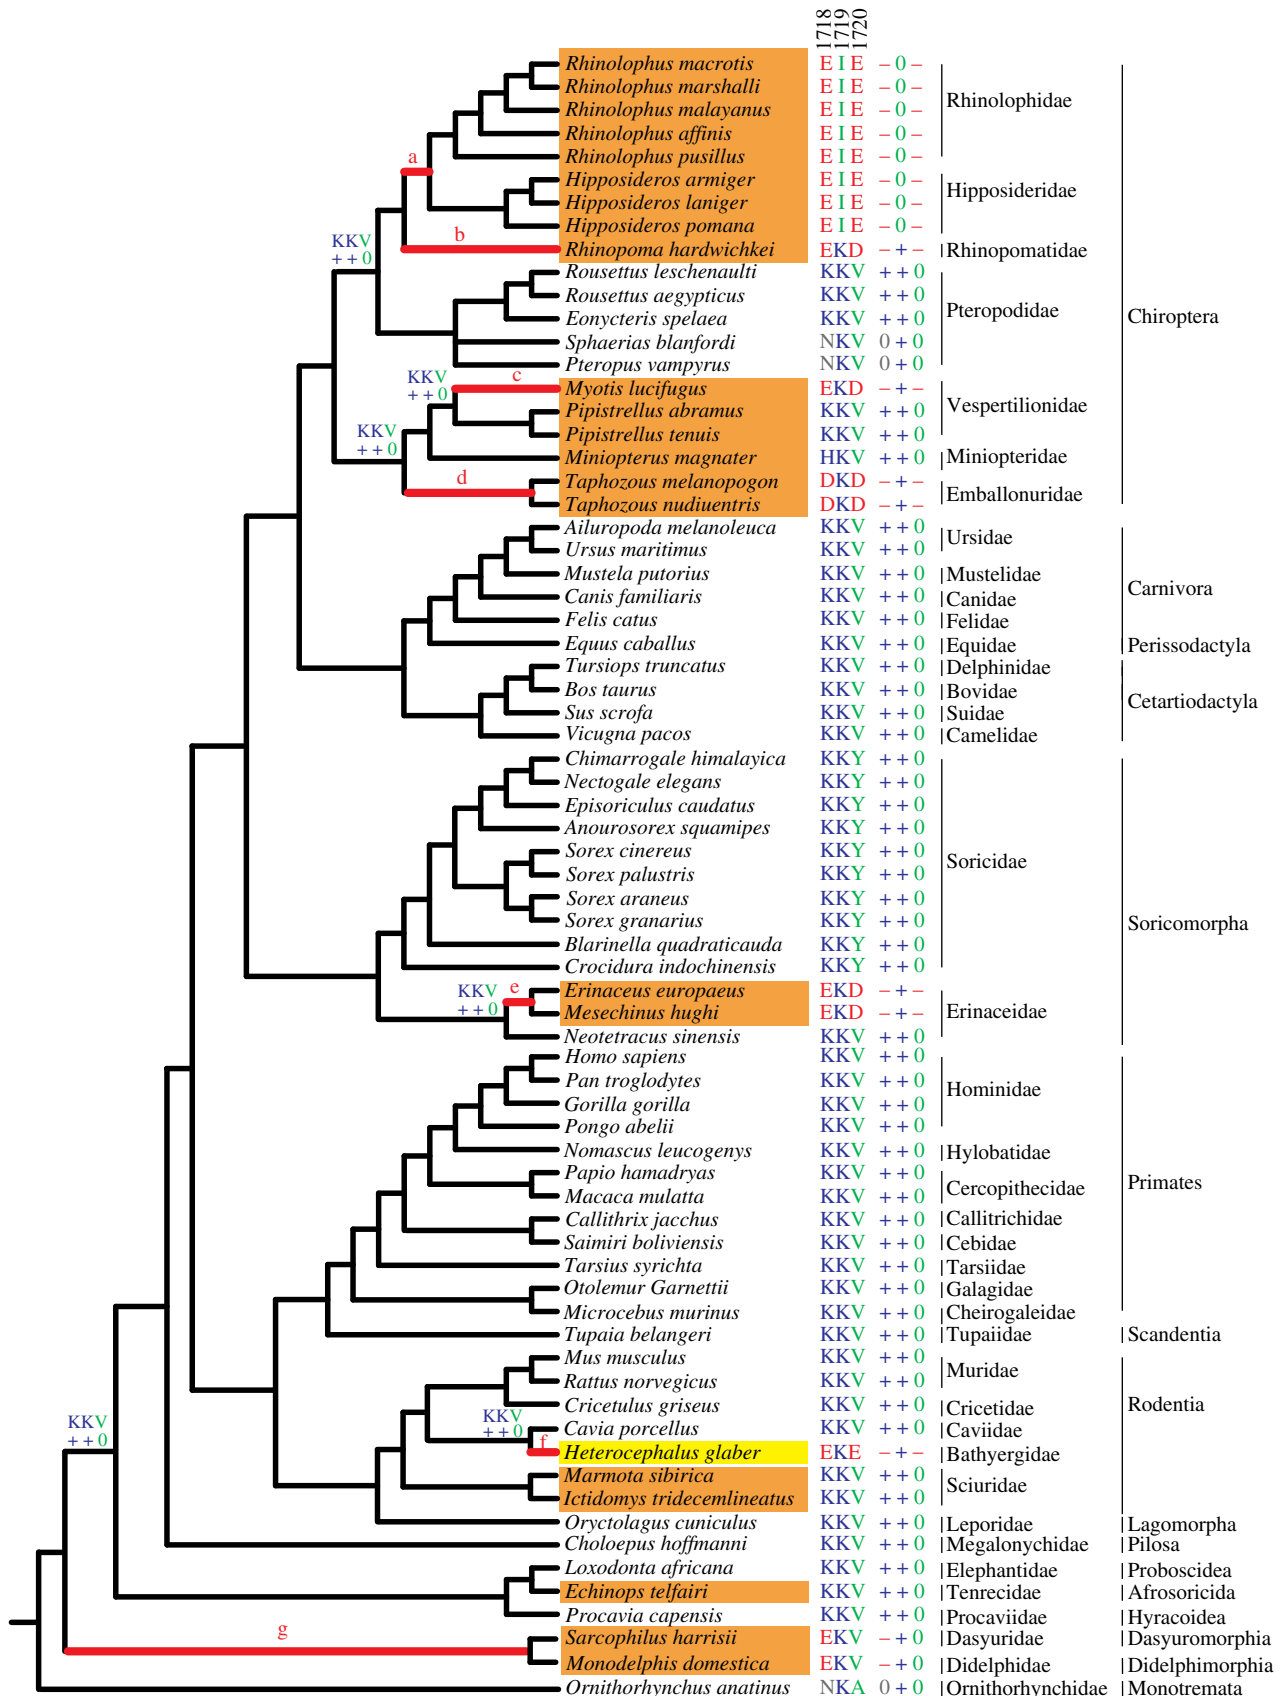 1718 1719 1720
Rhinolophus macrotis E I E – 0 –
Rhinolophus marshalli E I E – 0 –
Rhinolophidae
Rhinolophus malayanus E I E – 0 –
Rhinolophus affinis E I E – 0 –
a
Rhinolophus pusillus E I E – 0 –
Hipposideros armiger E I E – 0 –
Hipposideridae
Hipposideros laniger E I E – 0 –
Hipposideros pomana E I E – 0 –
b
KKV
++0
Rhinopoma hardwichkei EKD – + – Rhinopomatidae
Rousettus leschenaulti KKV ++0
Rousettus aegypticus KKV ++0
Pteropodidae
Chiroptera
Eonycteris spelaea KKV ++0
Sphaerias blanfordi NKV 0+0
Pteropus vampyrus NKV 0+0
KKV
++0
c
Myotis lucifugus EKD – + –
Vespertilionidae
Pipistrellus abramus KKV ++0
Pipistrellus tenuis KKV ++0
KKV
++0
Miniopterus magnater HKV ++0 Miniopteridae
d
Taphozous melanopogon DKD – + –
Emballonuridae
Taphozous nudiuentris DKD – + –
Ailuropoda melanoleuca KKV ++0
Ursidae
Ursus maritimus KKV ++0
Mustela putorius KKV ++0 Mustelidae
Carnivora
Canis familiaris KKV ++0 Canidae
Felis catus KKV ++0 Felidae
Equus caballus KKV ++0 Equidae Perissodactyla
Tursiops truncatus KKV ++0 Delphinidae
Bos taurus KKV ++0 Bovidae
Cetartiodactyla
Sus scrofa KKV ++0 Suidae
Vicugna pacos KKV ++0 Camelidae
Chimarrogale himalayica KKY ++0
Nectogale elegans KKY ++0
Episoriculus caudatus KKY ++0
Anourosorex squamipes KKY ++0
Sorex cinereus KKY ++0
Soricidae
Sorex palustris KKY ++0
Sorex araneus KKY ++0
Sorex granarius KKY ++0
Soricomorpha
Blarinella quadraticauda KKY ++0
Crocidura indochinensis KKY ++0
KKV
++0
e
Erinaceus europaeus EKD – + –
Erinaceidae
Mesechinus hughi EKD – + –
Neotetracus sinensis KKV ++0
Homo sapiens KKV ++0
Pan troglodytes KKV ++0
Hominidae
Gorilla gorilla KKV ++0
Pongo abelii KKV ++0
Nomascus leucogenys KKV ++0 Hylobatidae
Papio hamadryas KKV ++0
Cercopithecidae
Primates
Macaca mulatta KKV ++0
Callithrix jacchus KKV ++0 Callitrichidae
Saimiri boliviensis KKV ++0 Cebidae
Tarsius syrichta KKV ++0 Tarsiidae
Otolemur Garnettii KKV ++0 Galagidae
Microcebus murinus KKV ++0 Cheirogaleidae
Tupaia belangeri KKV ++0 Tupaiidae Scandentia
Mus musculus KKV ++0
Muridae
Rattus norvegicus KKV ++0
Cricetulus griseus KKV ++0 Cricetidae
Rodentia
KKV
++0
Cavia porcellus KKV ++0 Caviidae
f
Heterocephalus glaber EKE – + – Bathyergidae
KKV
++0
Marmota sibirica KKV ++0
Sciuridae
Ictidomys tridecemlineatus KKV ++0
Oryctolagus cuniculus KKV ++0 Leporidae Lagomorpha
Choloepus hoffmanni KKV ++0 Megalonychidae Pilosa
Loxodonta africana KKV ++0 Elephantidae Proboscidea
Echinops telfairi KKV ++0 Tenrecidae Afrosoricida
Procavia capensis KKV ++0 Procaviidae Hyracoidea
g
Sarcophilus harrisii EKV – + 0 Dasyuridae Dasyuromorphia
Monodelphis domestica EKV – + 0 Didelphidae Didelphimorphia
Ornithorhynchus anatinus NKA 0+0 Ornithorhynchidae Monotremata